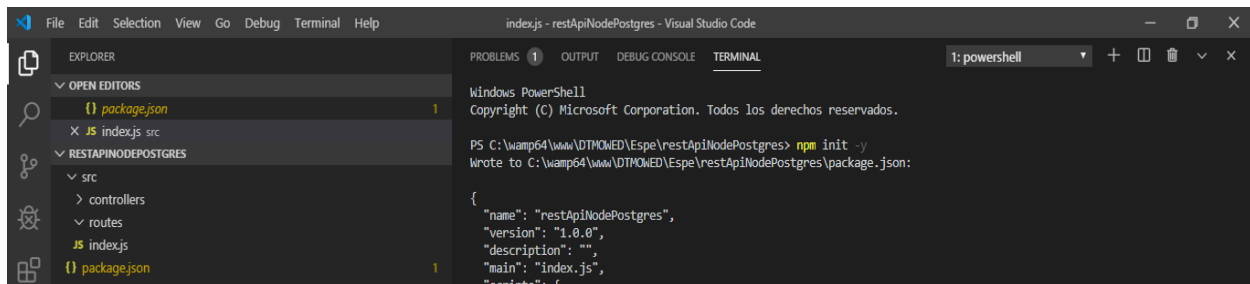 File Edit Selection View Go Debug Terminal Help
index.js - restApiNodePostgres - Visual Studio Code
EXPLORER
OPEN EDITORS
{} package.json 1
X JS index.js src
RESTAPINODEPOSTGRES
src
controllers
routes
JS index.js
{} package.json 1
PROBLEMS 1 OUTPUT DEBUG CONSOLE TERMINAL
1: powershell
Windows PowerShell
Copyright (C) Microsoft Corporation. Todos los derechos reservados.
PS C:\wamp64\www\DTMOWED\Espe\restApiNodePostgres> npm init -y
Wrote to C:\wamp64\www\DTMOWED\Espe\restApiNodePostgres\package.json:
{
"name": "restApiNodePostgres",
"version": "1.0.0",
"description": "",
"main": "index.js",
"scripts": {